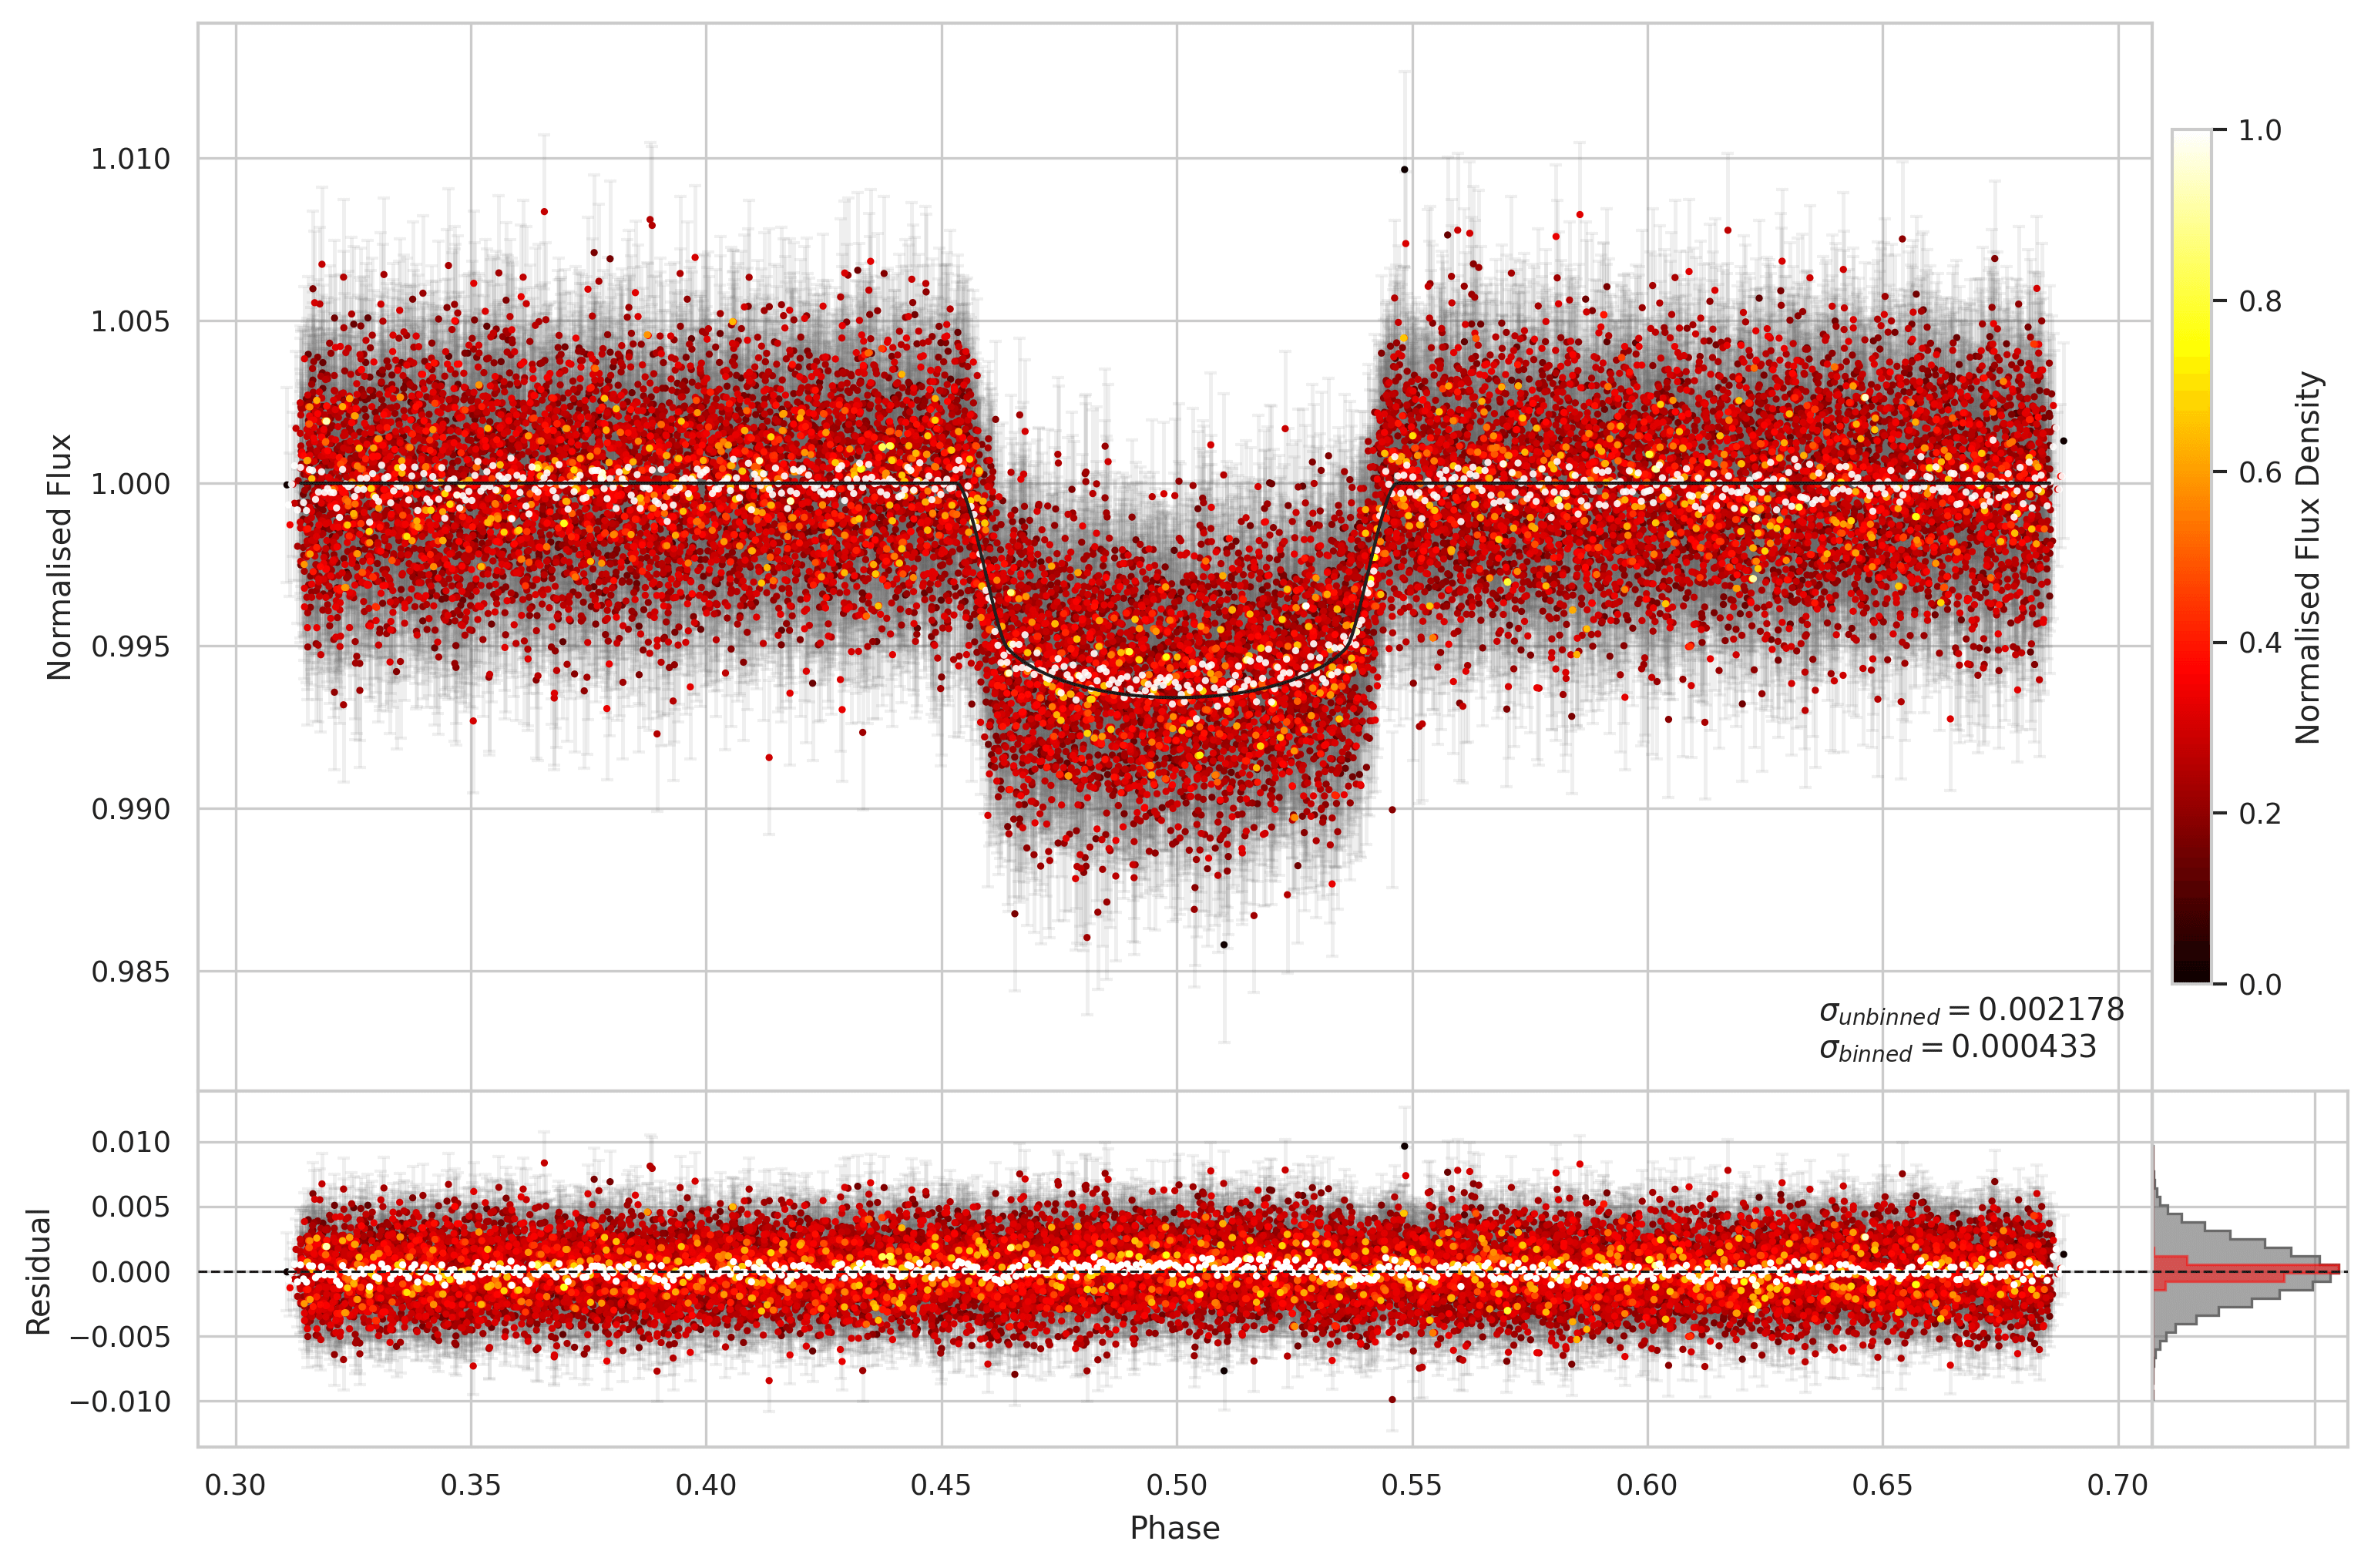 1.010
1.005
1.000
0.995
0.990
0.985
Normalised Flux
σunbinned = 0.002178
σbinned = 0.000433
1.0
0.8
0.6
0.4
0.2
0.0
Normalised Flux Density
0.010
0.005
0.000
−0.005
−0.010
Residual
0.30 0.35 0.40 0.45 0.50 0.55 0.60 0.65 0.70
Phase